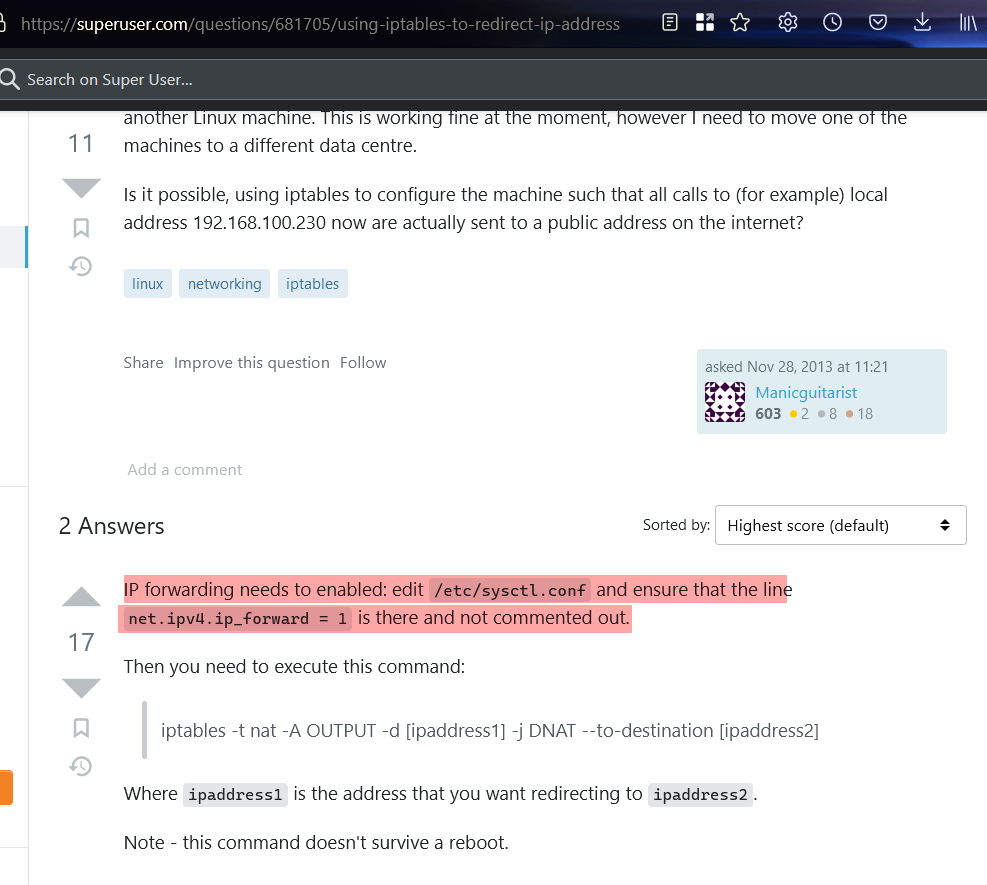 https://superuser.com/questions/681705/using-iptables-to-redirect-ip-address
Search on Super User...
another Linux machine. This is working fine at the moment, however I need to move one of the
machines to a different data centre.
11
Is it possible, using iptables to configure the machine such that all calls to (for example) local
address 192.168.100.230 now are actually sent to a public address on the internet?
linux networking iptables
Share Improve this question Follow
asked Nov 28, 2013 at 11:21
Manicguitarist
603 2 8 18
Add a comment
2 Answers
Sorted by: Highest score (default)
IP forwarding needs to enabled: edit /etc/sysctl.conf and ensure that the line
net.ipv4.ip_forward = 1 is there and not commented out.
17
Then you need to execute this command:
iptables -t nat -A OUTPUT -d [ipaddress1] -j DNAT --to-destination [ipaddress2]
Where ipaddress1 is the address that you want redirecting to ipaddress2.
Note - this command doesn't survive a reboot.